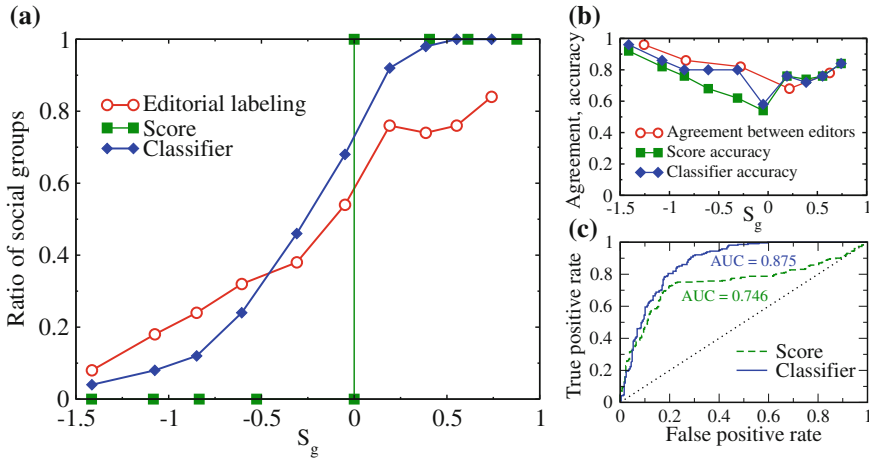 (a)
Ratio of social groups
1
0.8
0.6
0.4
0.2
0
Editorial labeling
Score
Classifier
-1.5 -1 -0.5 0 0.5 1
S_g
(b)
Agreement, accuracy
1
0.8
0.6
0.4
0.2
0
Agreement between editors
Score accuracy
Classifier accuracy
-1.5 -1 -0.5 0 0.5 1
S_g
(c)
True positive rate
1
0.8
0.6
0.4
0.2
0
AUC = 0.875
AUC = 0.746
Score
Classifier
0 0.2 0.4 0.6 0.8 1
False positive rate